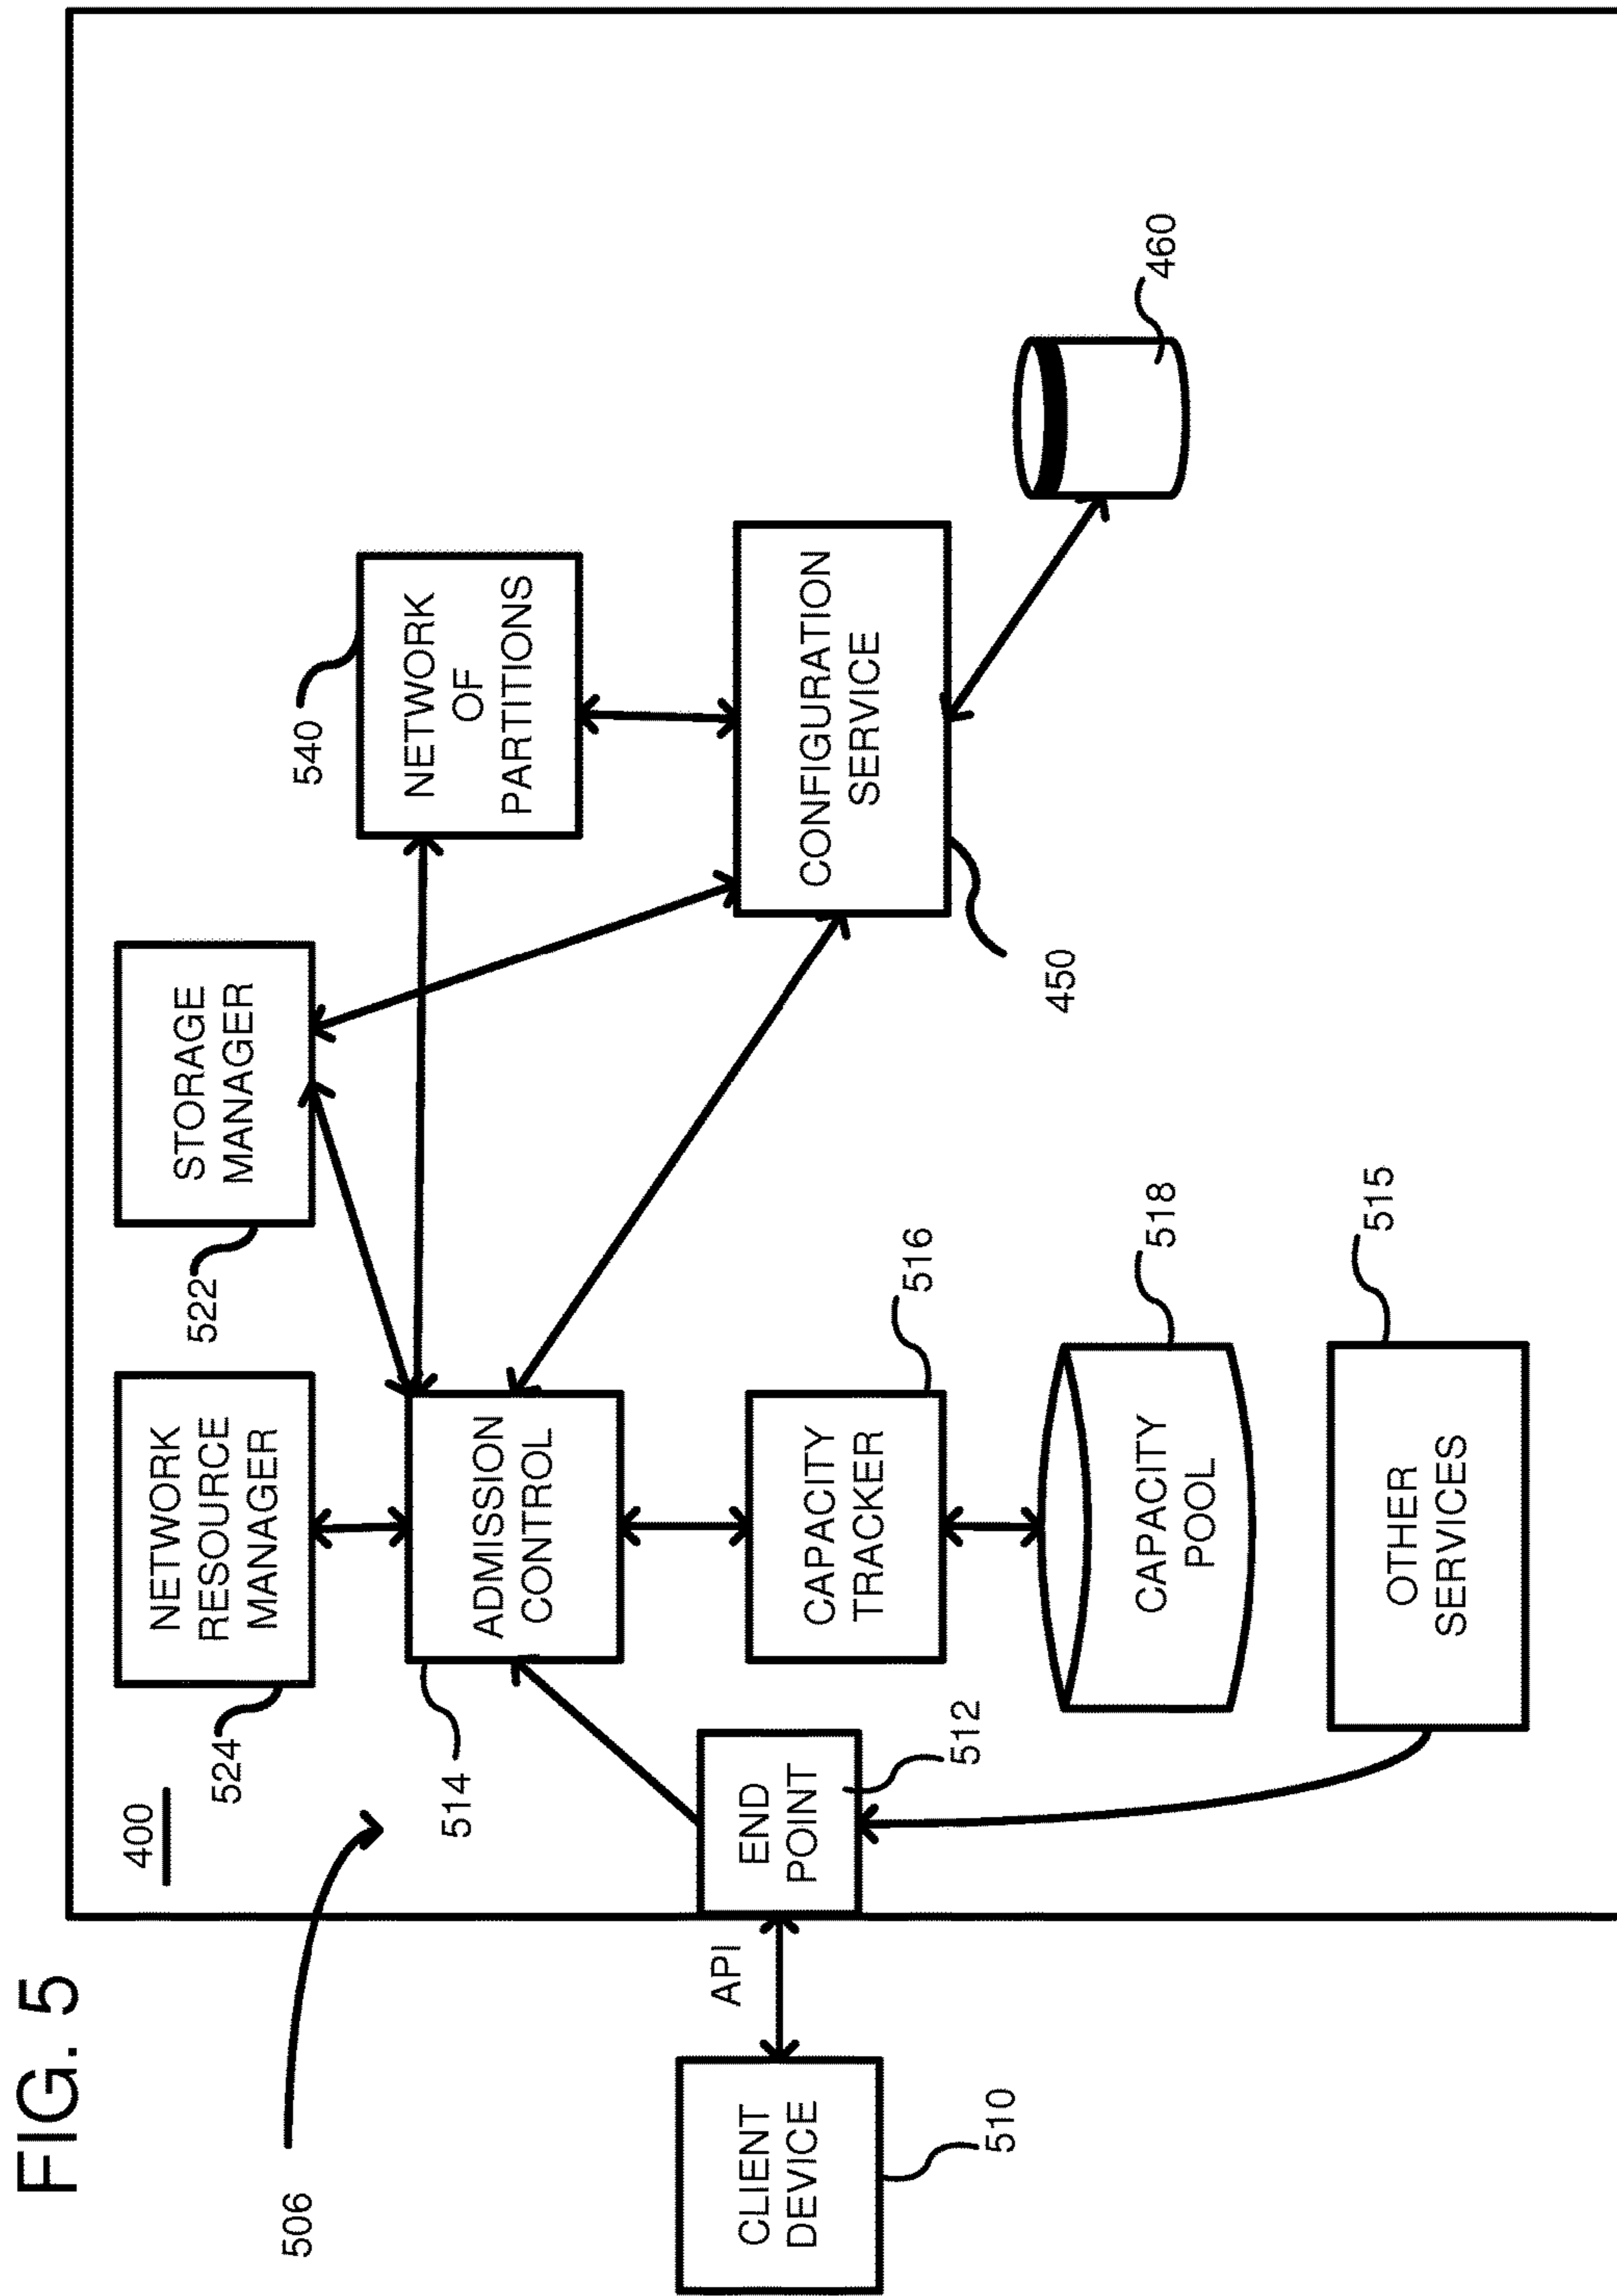 FIG. 5
400
506
524
NETWORK
RESOURCE
MANAGER
522
STORAGE
MANAGER
540
NETWORK
OF
PARTITIONS
514
ADMISSION
CONTROL
CLIENT
DEVICE
510
API
END
POINT
512
CAPACITY
TRACKER
516
CONFIGURATION
SERVICE
450
460
CAPACITY
POOL
518
OTHER
SERVICES
515